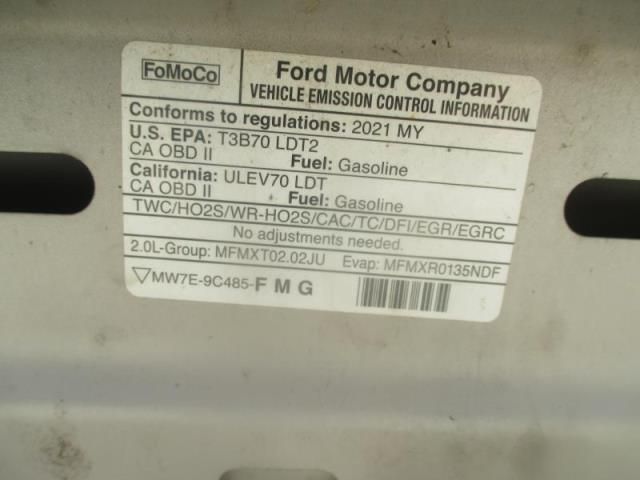 FoMoCo
Ford Motor Company
VEHICLE EMISSION CONTROL INFORMATION
Conforms to regulations: 2021 MY
U.S. EPA: T3B70 LDT2
CA OBD II Fuel: Gasoline
California: ULEV70 LDT
CA OBD II Fuel: Gasoline
TWC/HO2S/WR-HO2S/CAC/TC/DFI/EGR/EGRC
No adjustments needed.
2.0L-Group: MFMXT02.02JU Evap: MFMXR0135NDF
MW7E-9C485-F M G